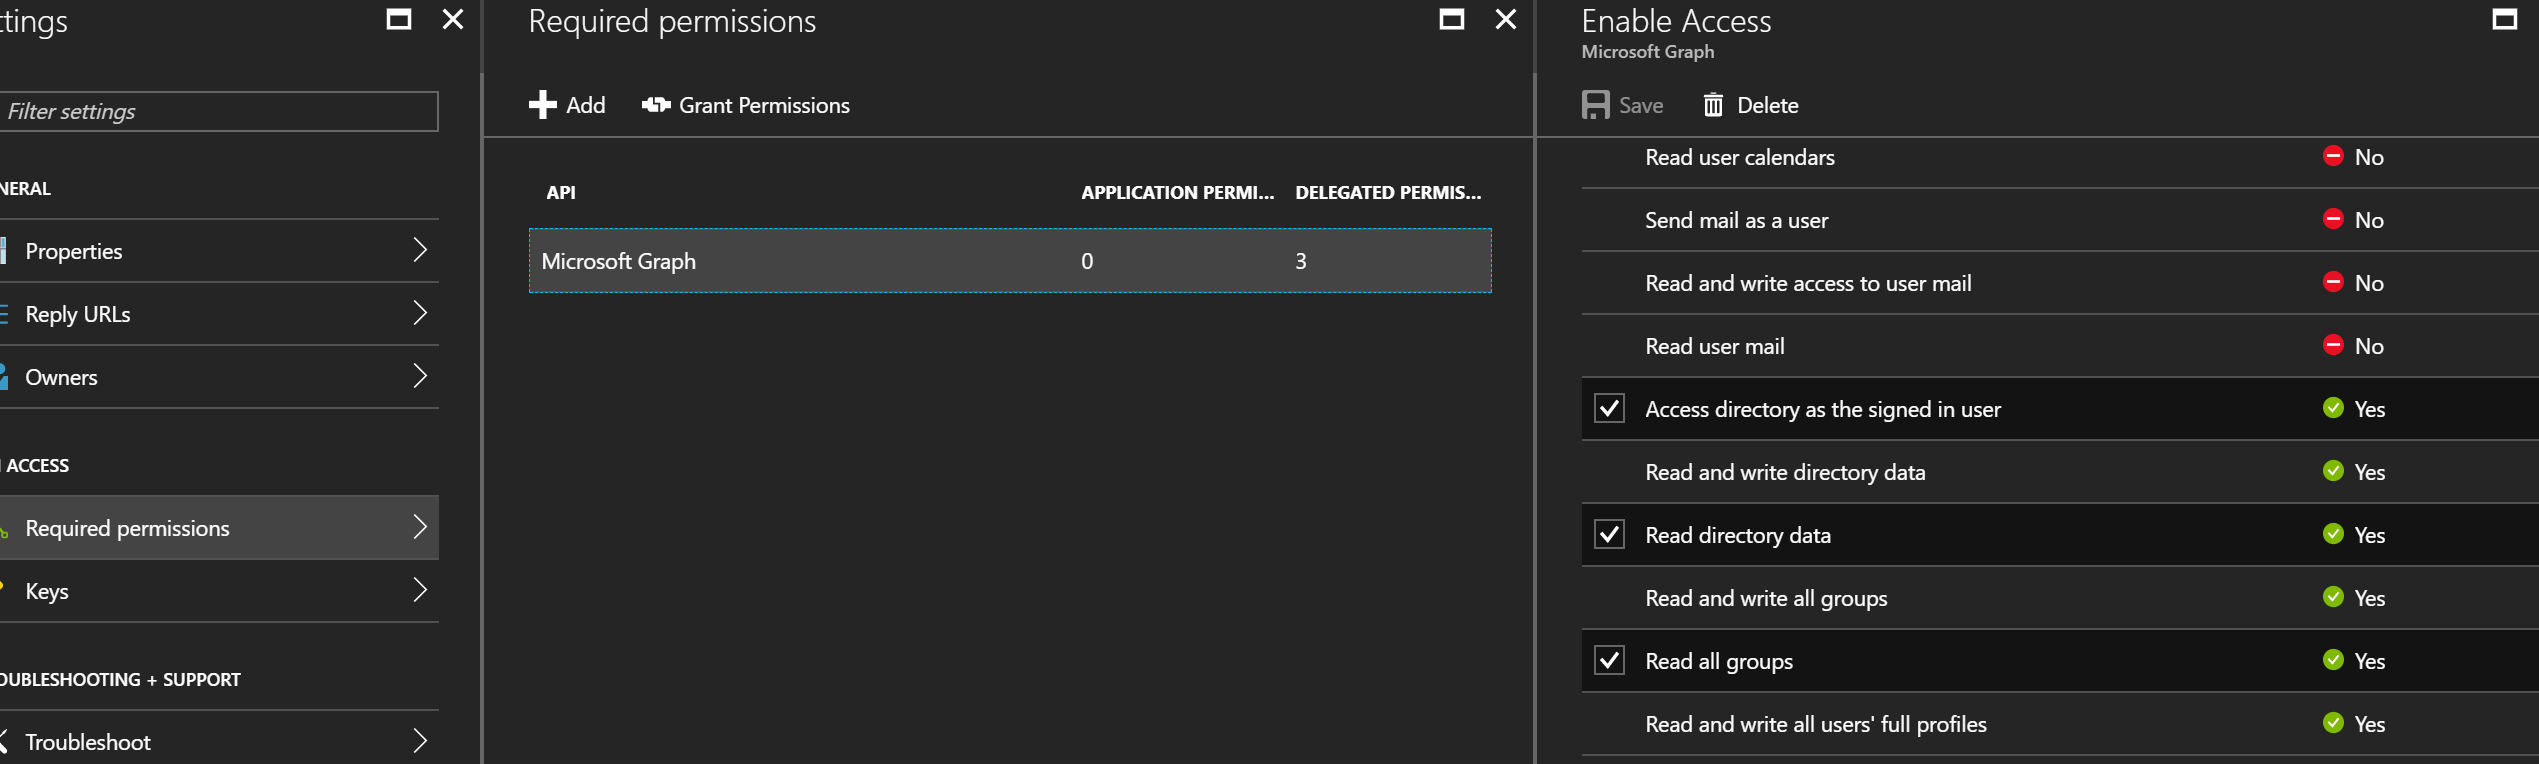 ttings
Filter settings
NERAL
Properties
Reply URLs
Owners
ACCESS
Required permissions
Keys
OUBLESHOOTING + SUPPORT
Troubleshoot
Required permissions
Add
Grant Permissions
API APPLICATION PERMI... DELEGATED PERMIS...
Microsoft Graph 0 3
Enable Access
Microsoft Graph
Save Delete
Read user calendars No
Send mail as a user No
Read and write access to user mail No
Read user mail No
Access directory as the signed in user Yes
Read and write directory data Yes
Read directory data Yes
Read and write all groups Yes
Read all groups Yes
Read and write all users' full profiles Yes